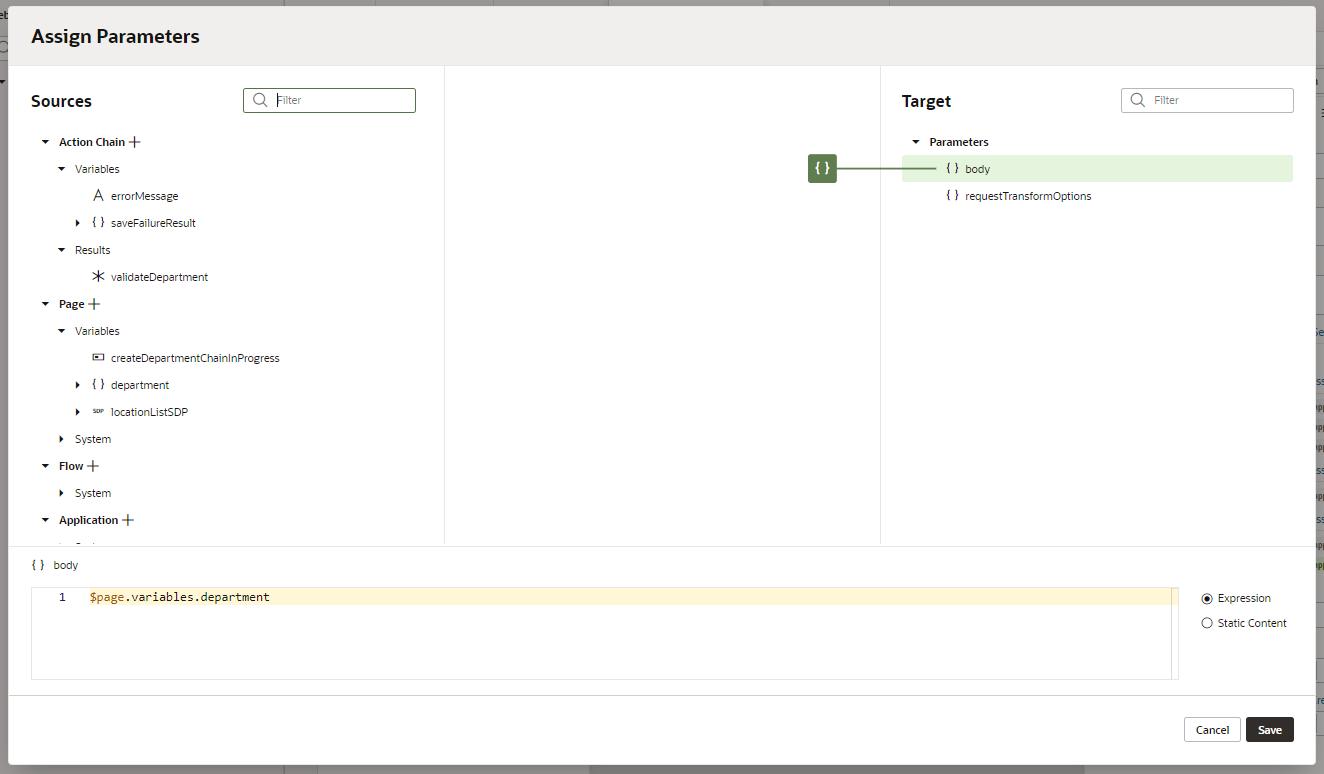 Assign Parameters
Sources
Filter
Action Chain
Variables
errorMessage
saveFailureResult
Results
validateDepartment
Page
Variables
createDepartmentChainInProgress
department
SDP locationListSDP
System
Flow
System
Application
Target
Filter
Parameters
{ } body
{ } requestTransformOptions
{ } body
1 $page.variables.department
Expression
Static Content
Cancel
Save